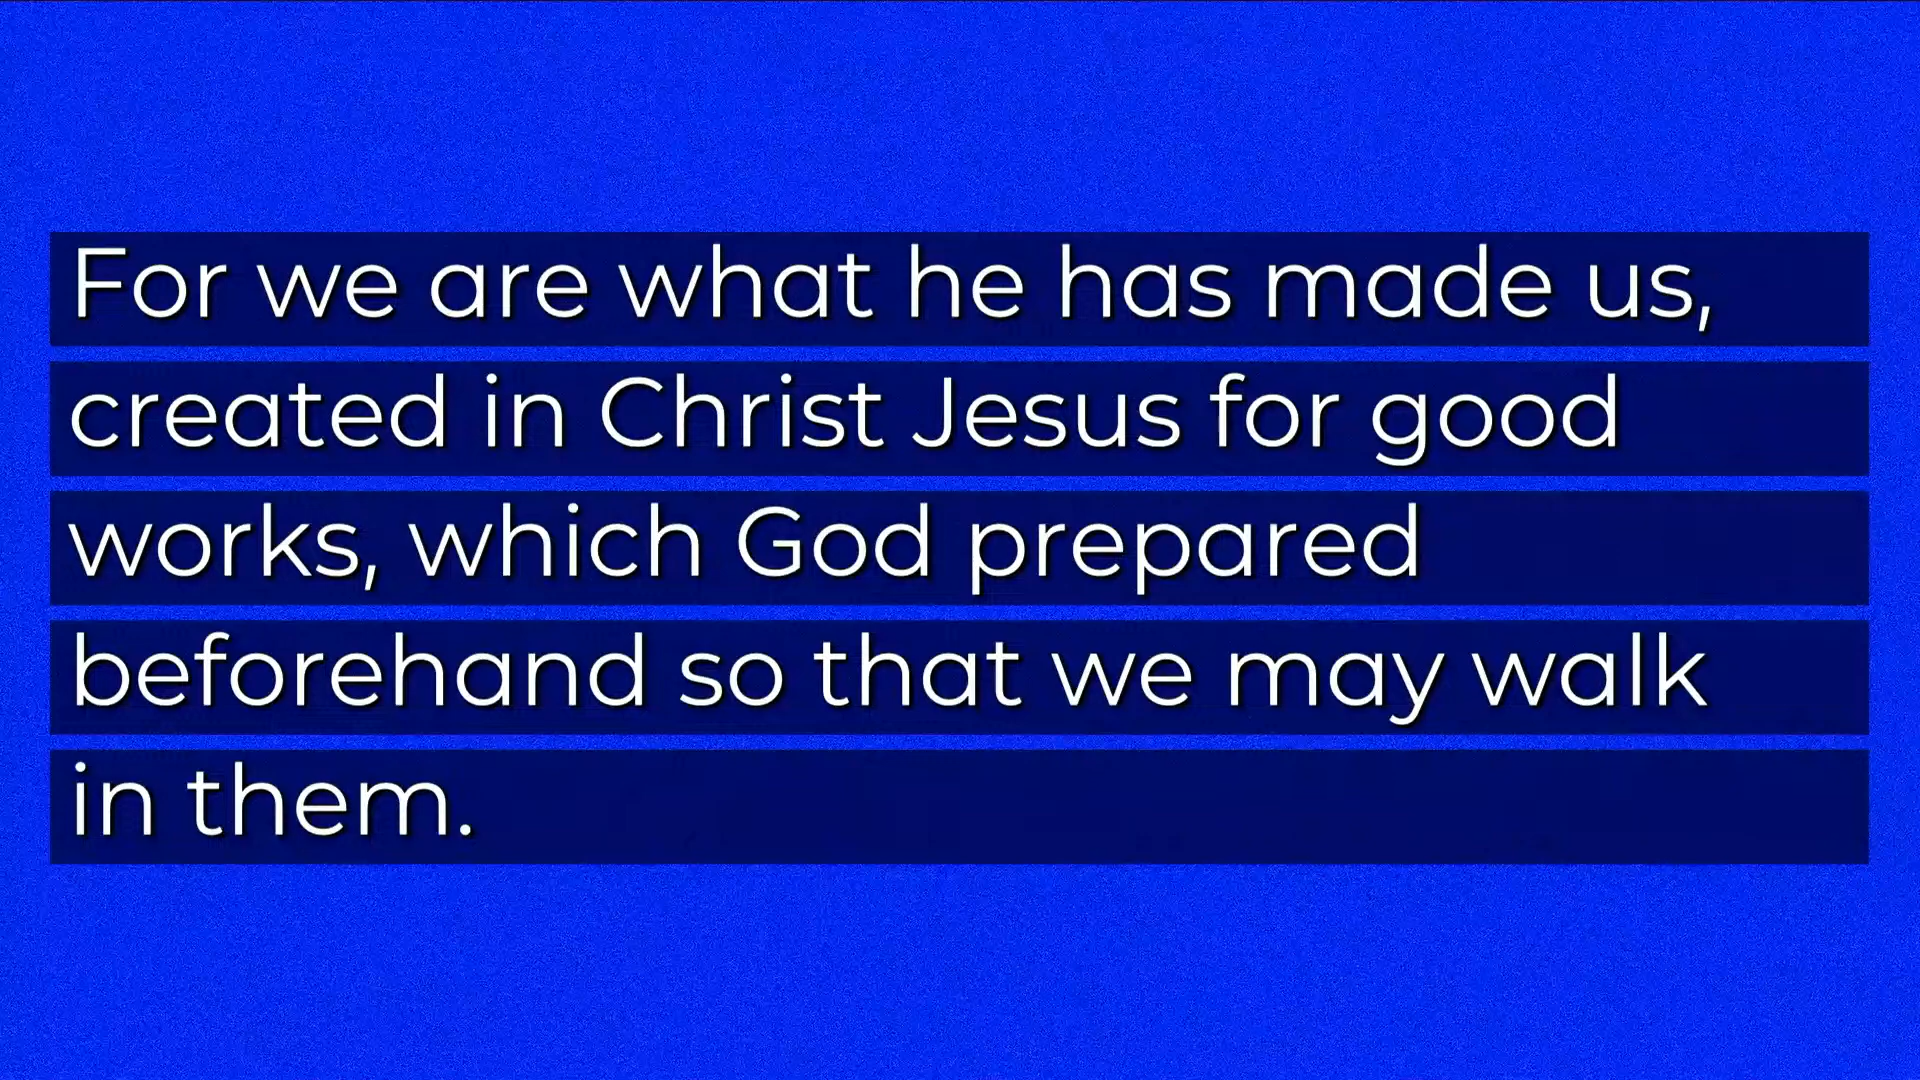 For we are what he has made us,
created in Christ Jesus for good
works, which God prepared
beforehand so that we may walk
in them.